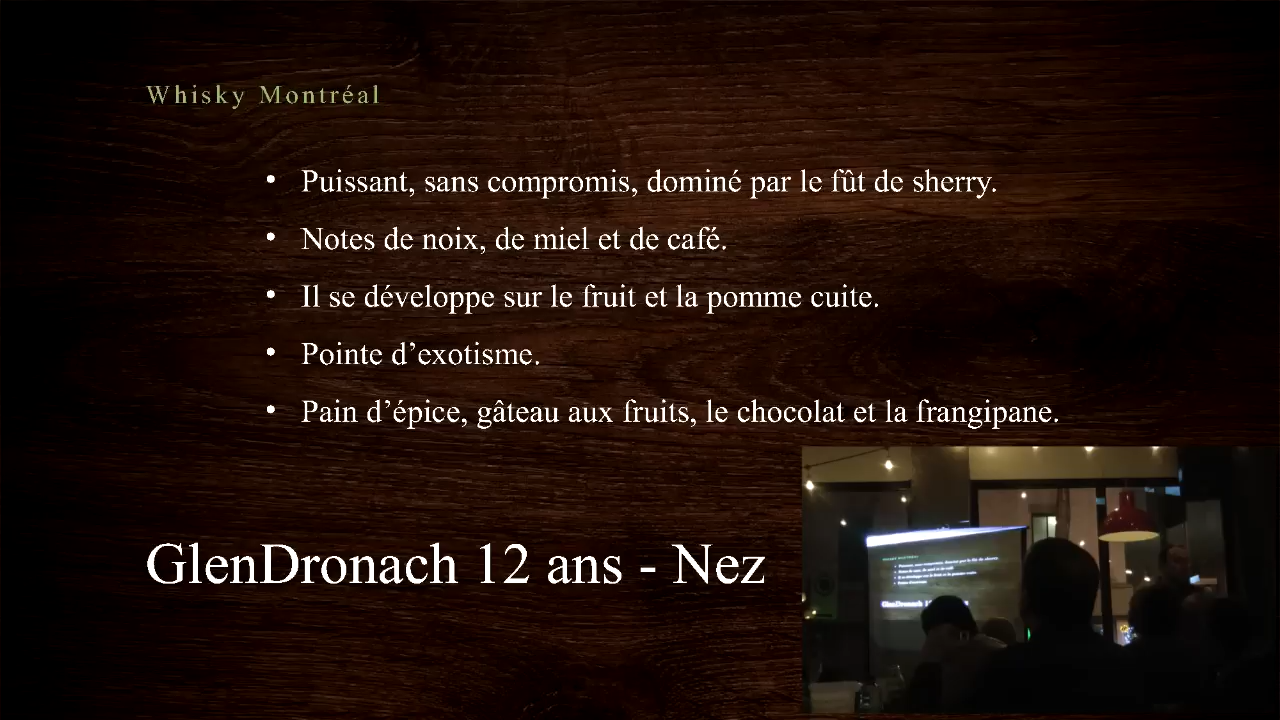 Whisky Montréal
• Puissant, sans compromis, dominé par le fût de sherry.
• Notes de noix, de miel et de café.
• Il se développe sur le fruit et la pomme cuite.
• Pointe d’exotisme.
• Pain d’épice, gâteau aux fruits, le chocolat et la frangipane.
GlenDronach 12 ans - Nez
GlenDronach 12